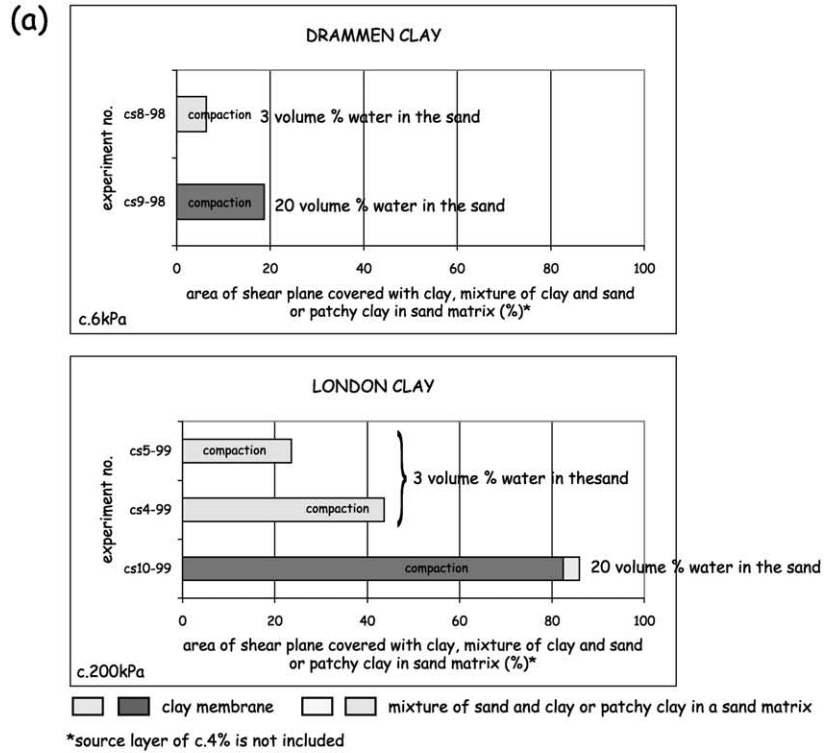 (a)
DRAMMEN CLAY
experiment no.
cs8-98
compaction
3 volume % water in the sand
cs9-98
compaction
20 volume % water in the sand
0 20 40 60 80 100
area of shear plane covered with clay, mixture of clay and sand
or patchy clay in sand matrix (%)*
c.6kPa
LONDON CLAY
experiment no.
cs5-99
compaction
cs4-99
compaction
3 volume % water in thesand
cs10-99
compaction
20 volume % water in the sand
0 20 40 60 80 100
area of shear plane covered with clay, mixture of clay and sand
or patchy clay in sand matrix (%)*
c.200kPa
clay membrane
mixture of sand and clay or patchy clay in a sand matrix
*source layer of c.4% is not included